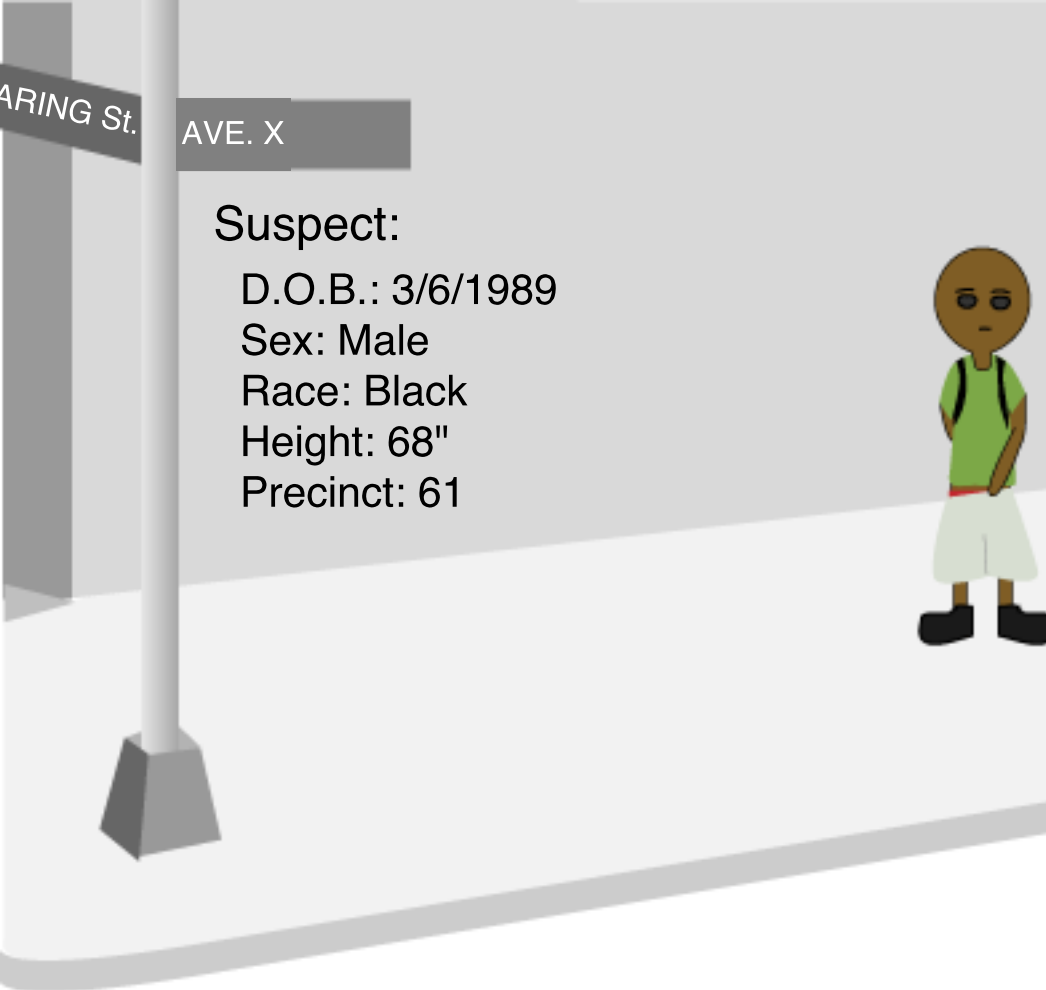 ARING St.
AVE. X
Suspect:
D.O.B.: 3/6/1989
Sex: Male
Race: Black
Height: 68"
Precinct: 61